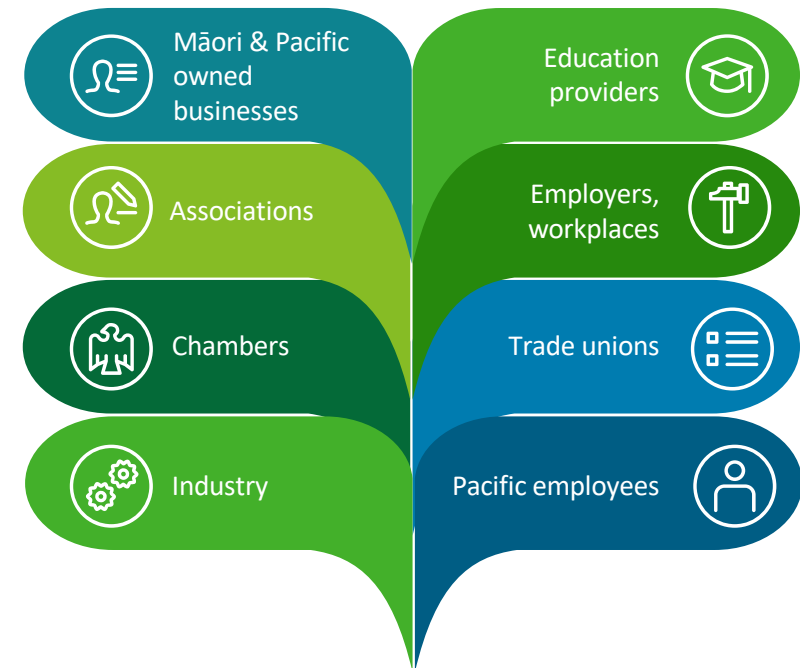 Māori & Pacific
owned
businesses
Education
providers
Associations
Employers,
workplaces
Chambers
Trade unions
Industry
Pacific employees